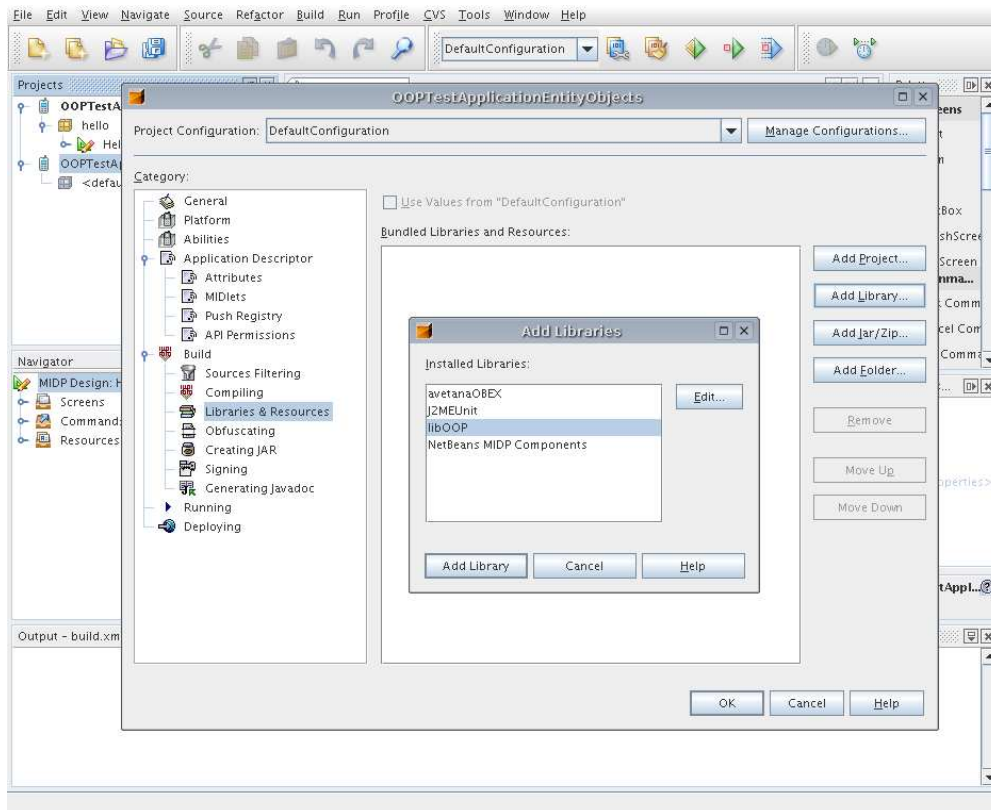 File Edit View Navigate Source Refactor Build Run Profile CVS Tools Window Help
DefaultConfiguration
Projects
OOPTestA
hello
Hel
OOPTestAp
<defau
Navigator
MIDP Design: H
Screens
Command
Resources
Output - build.xm
OOPTestApplicationEntityObjects
Project Configuration: DefaultConfiguration
Manage Configurations...
Category:
General
Platform
Abilities
Application Descriptor
Attributes
MIDlets
Push Registry
API Permissions
Build
Sources Filtering
Compiling
Libraries & Resources
Obfuscating
Creating JAR
Signing
Generating Javadoc
Running
Deploying
Use Values from "DefaultConfiguration"
Bundled Libraries and Resources:
Add Project...
Add Library...
Add Jar/Zip...
Add Folder...
Remove
Move Up
Move Down
Add Libraries
Installed Libraries:
avetanaOBEX
J2MEUnit
libOOP
NetBeans MIDP Components
Edit...
Add Library Cancel Help
OK Cancel Help
eens
Box
shScree
Screen
mma...
Comm
cel Com
Comma
operties>
tAppl...